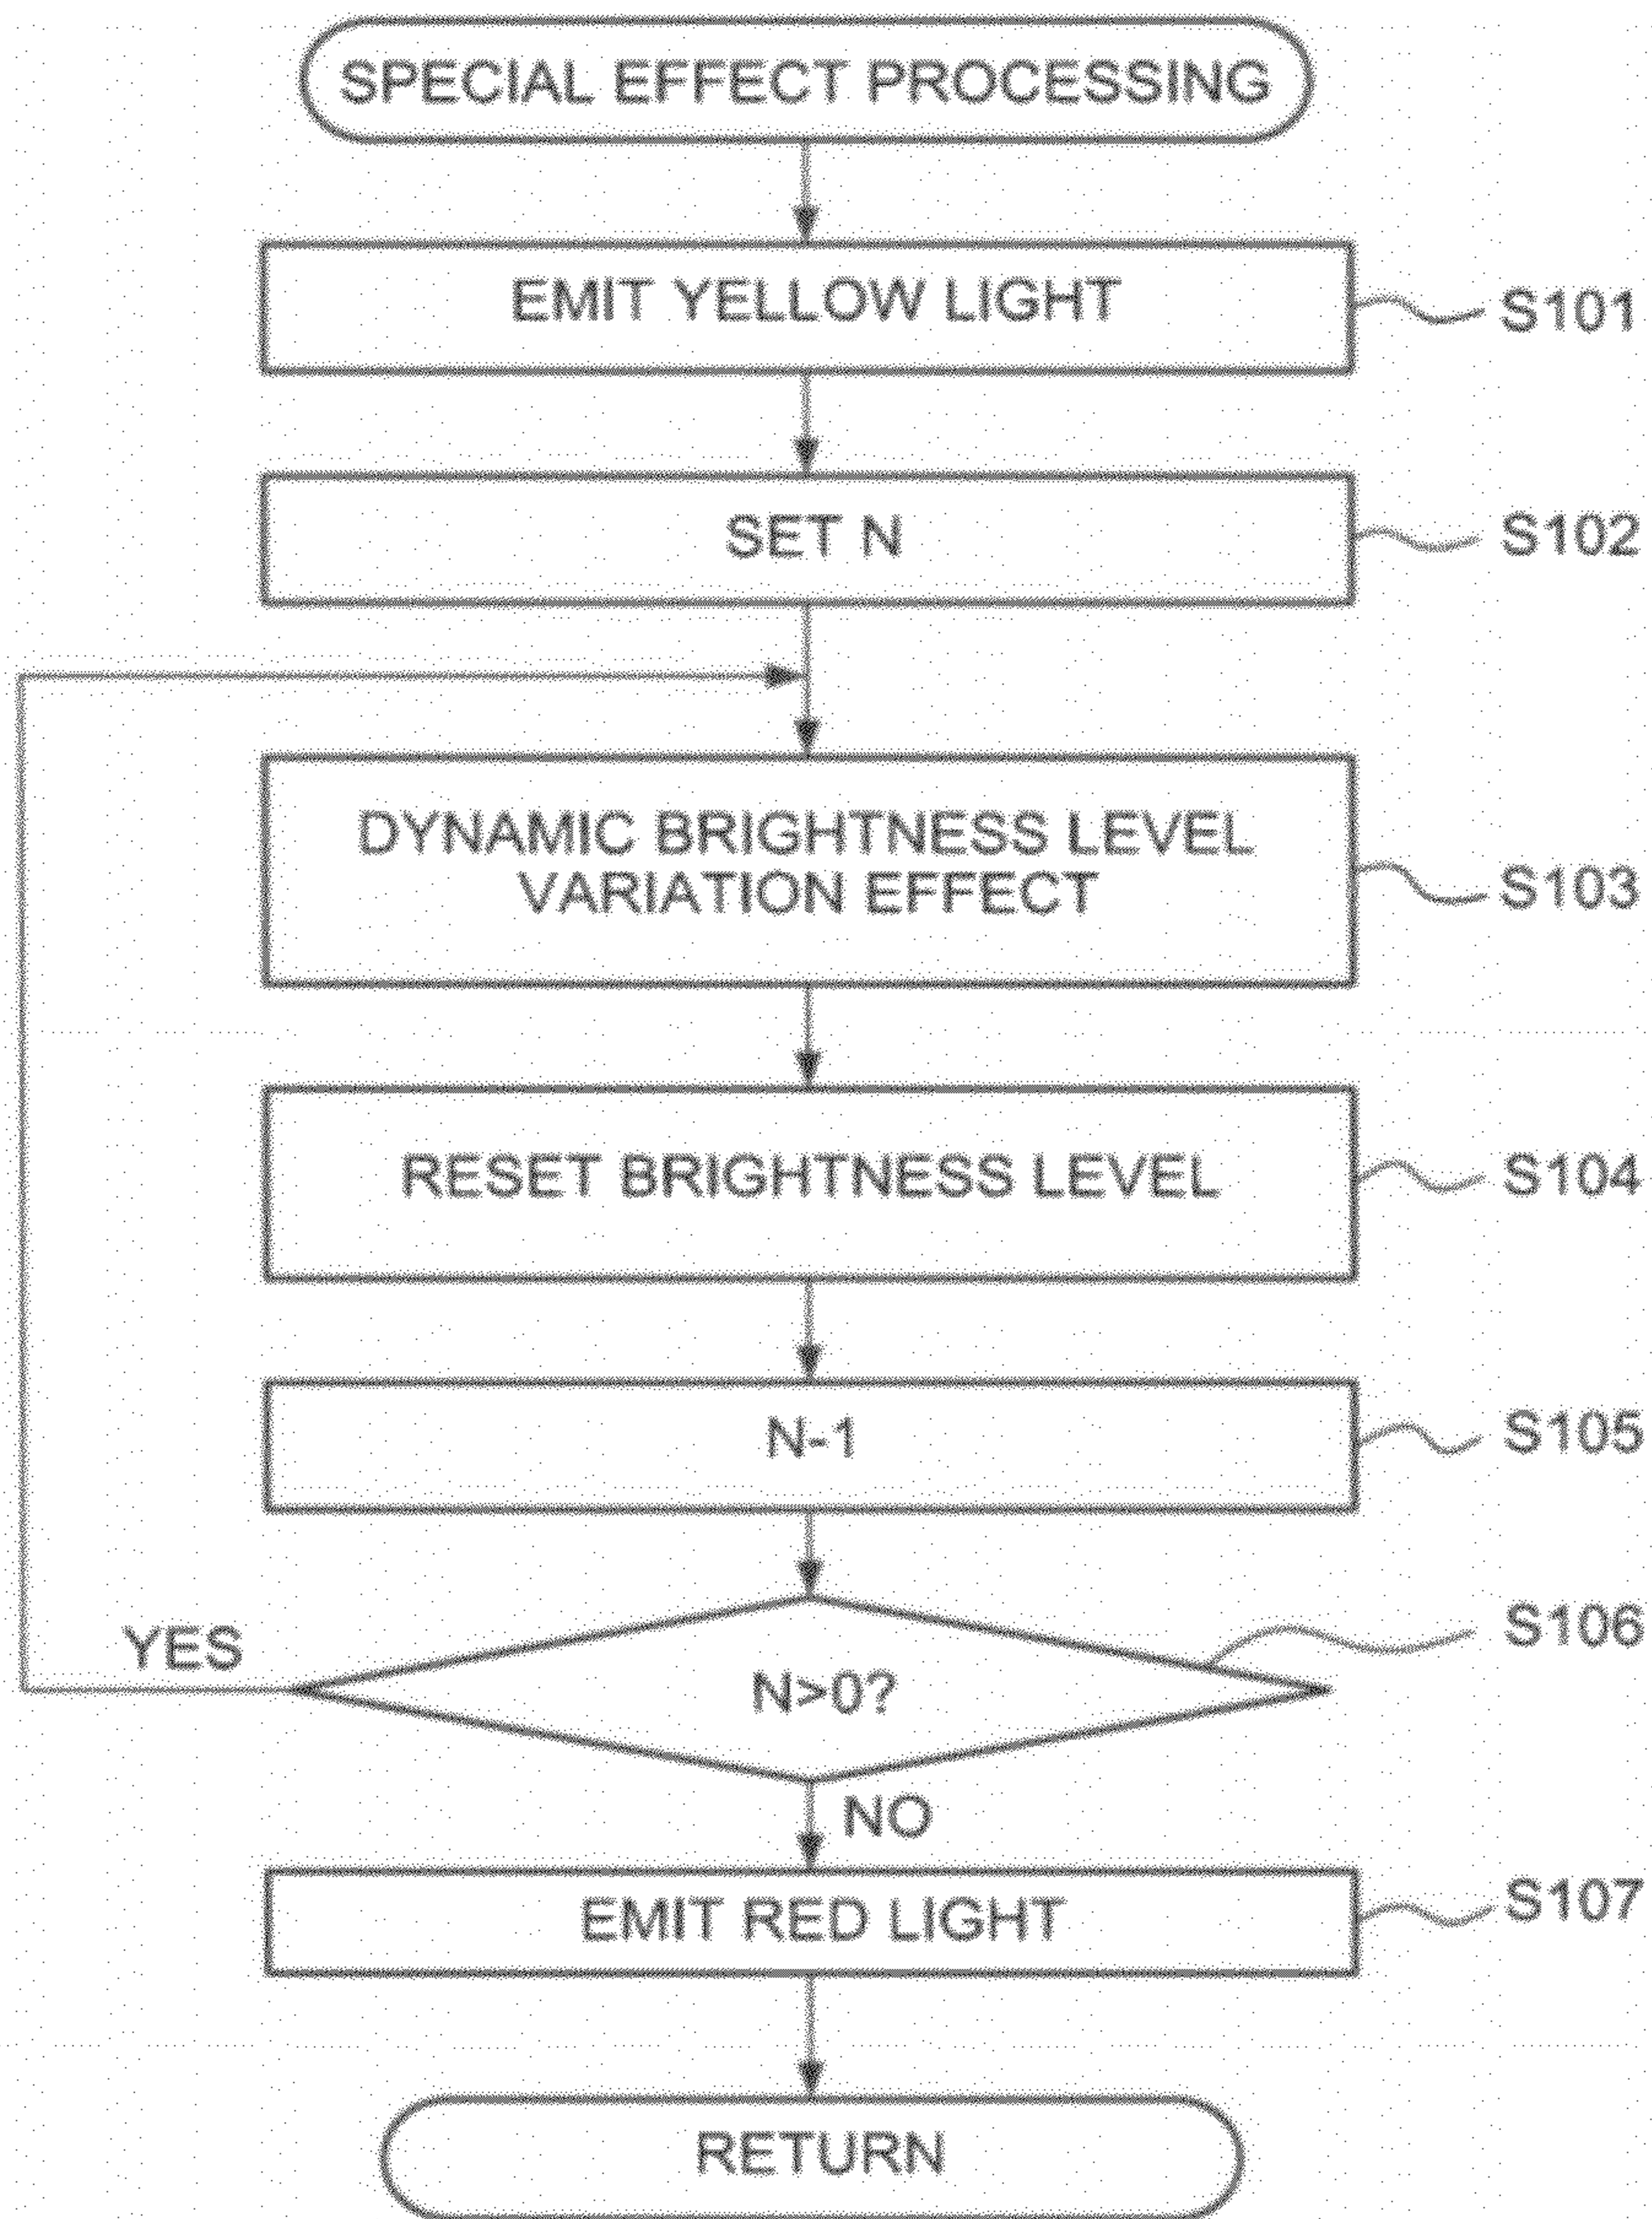 SPECIAL EFFECT PROCESSING
EMIT YELLOW LIGHT
S101
SET N
S102
DYNAMIC BRIGHTNESS LEVEL
VARIATION EFFECT
S103
RESET BRIGHTNESS LEVEL
S104
N-1
S105
S106
YES
N>0?
NO
EMIT RED LIGHT
S107
RETURN